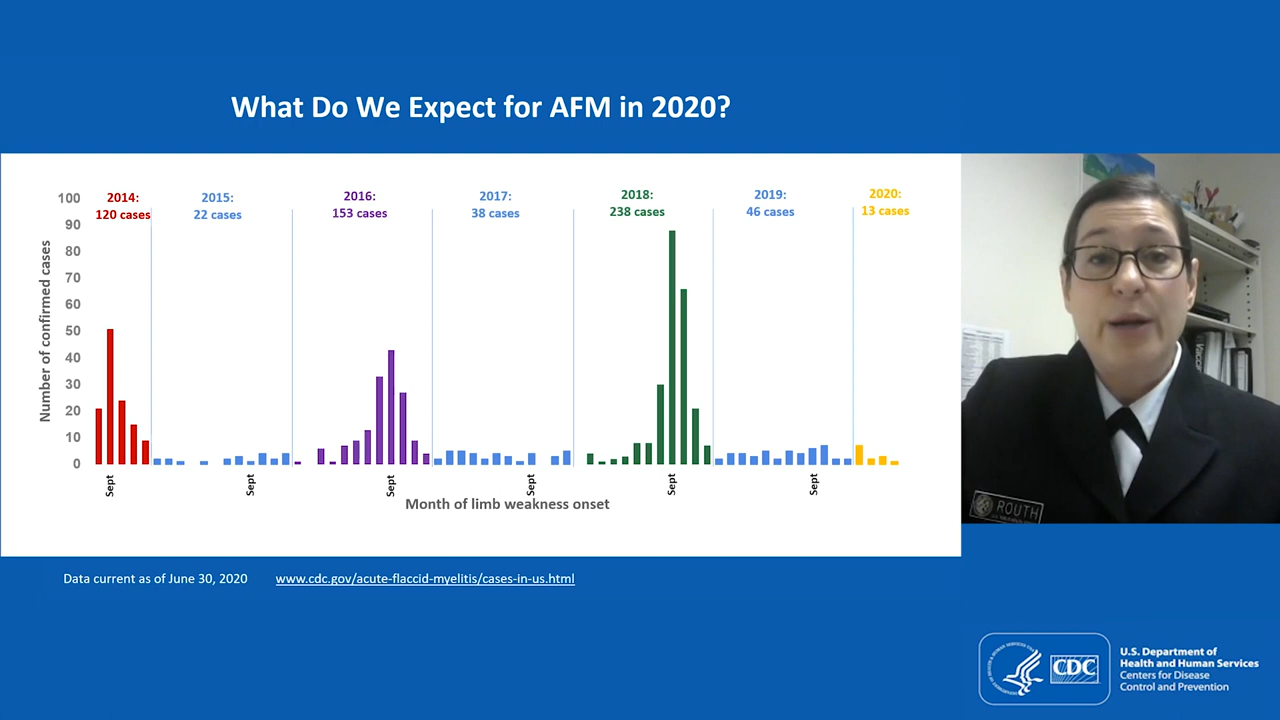 What Do We Expect for AFM in 2020?
100
90
80
70
60
50
40
30
20
10
0
Number of confirmed cases
2014:
120 cases
2015:
22 cases
2016:
153 cases
2017:
38 cases
2018:
238 cases
2019:
46 cases
2020:
13 cases
Sept
Sept
Sept
Sept
Sept
Sept
Month of limb weakness onset
ROUTH
Data current as of June 30, 2020
www.cdc.gov/acute-flaccid-myelitis/cases-in-us.html
CDC
U.S. Department of
Health and Human Services
Centers for Disease
Control and Prevention